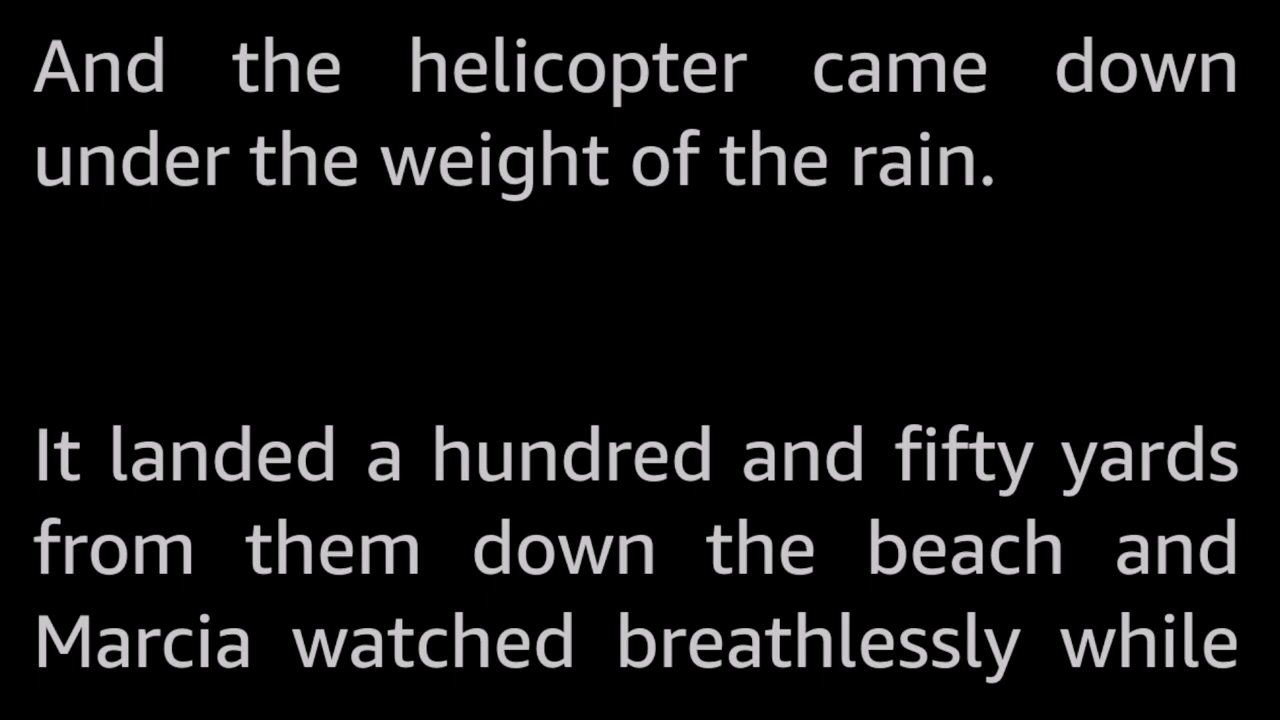 And the helicopter came down
under the weight of the rain.
It landed a hundred and fifty yards
from them down the beach and
Marcia watched breathlessly while